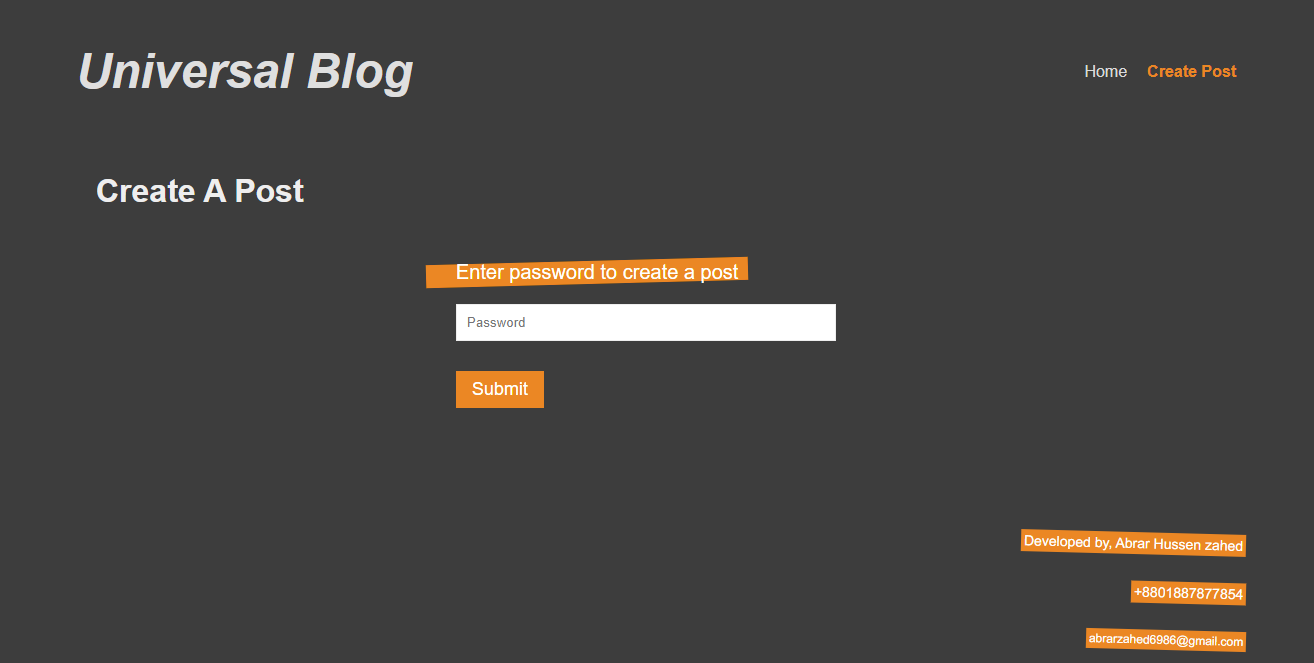 Universal Blog
Home Create Post
Create A Post
Enter password to create a post
Password
Submit
Developed by, Abrar Hussen zahed
+8801887877854
abrarzahed6986@gmail.com